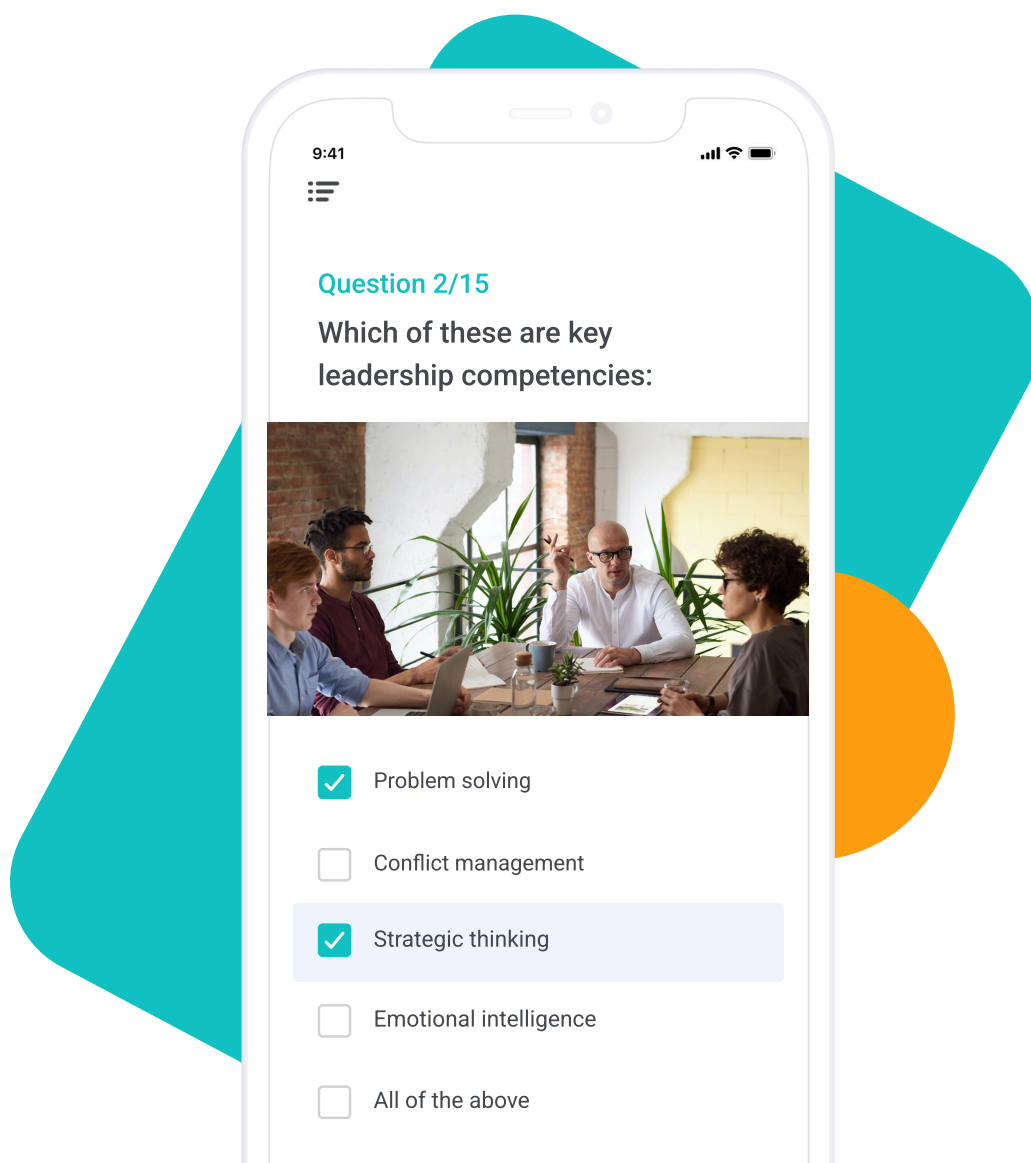 9:41
Question 2/15
Which of these are key
leadership competencies:
Problem solving
Conflict management
Strategic thinking
Emotional intelligence
All of the above